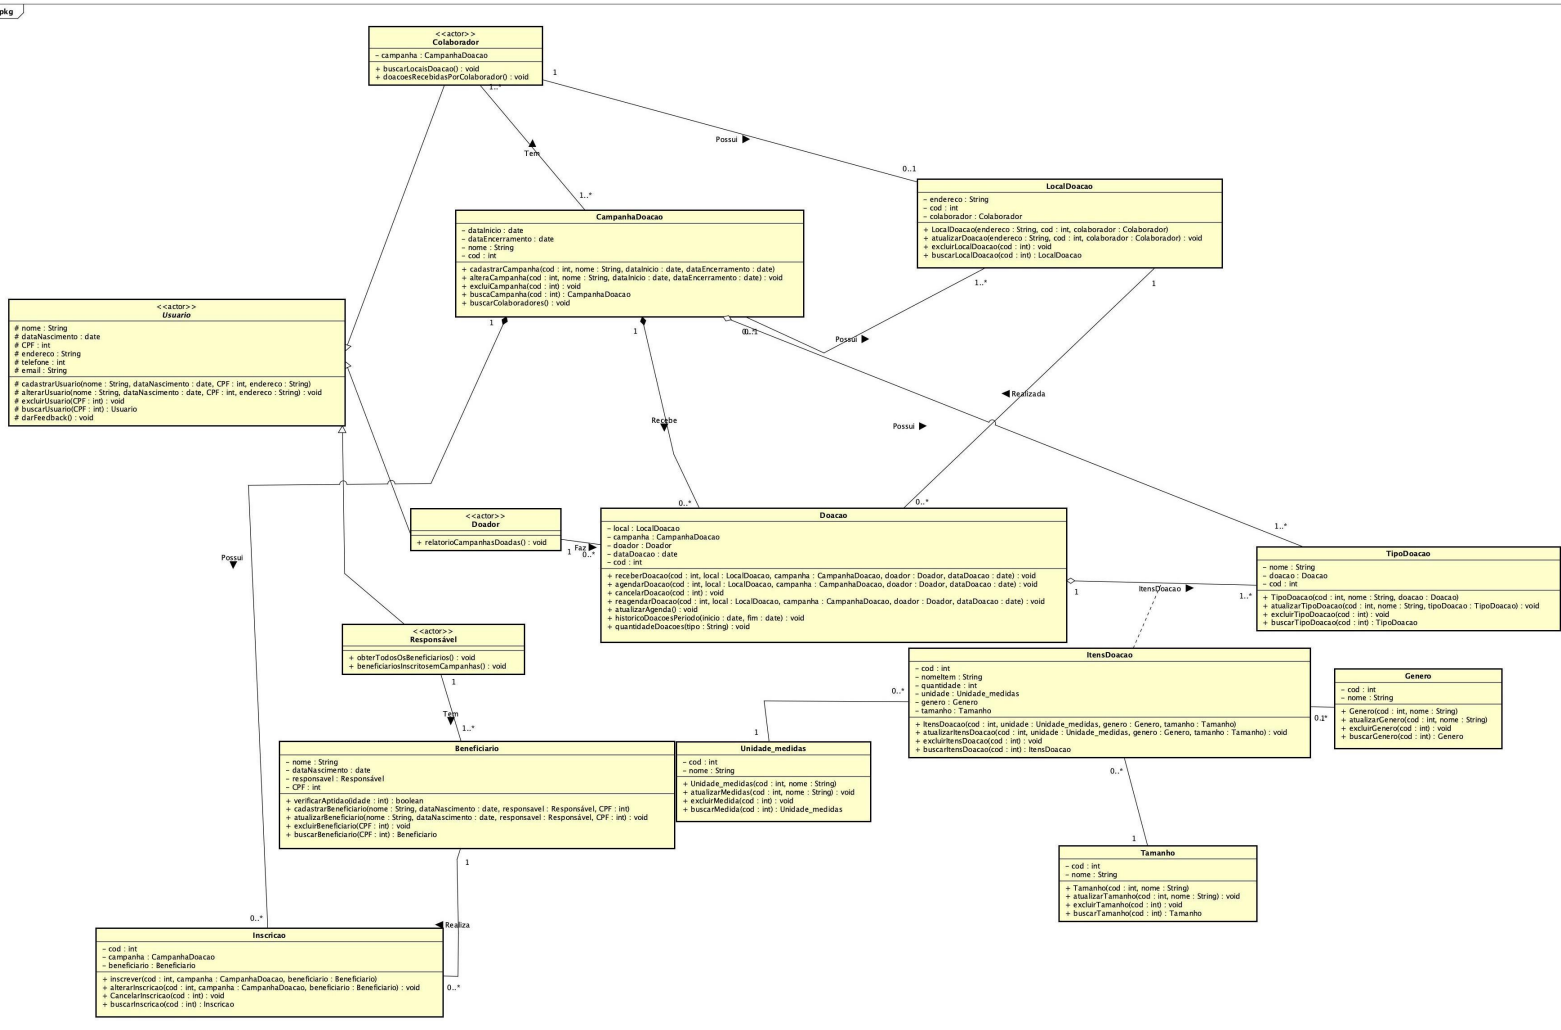 pkg
<<actor>>
Colaborador
- campanha : CampanhaDoacao
+ buscarLocaisDoacao() : void
+ doacoesRecebidasPorColaborador() : void
1
1..*
Possui
Tem
0..1
1..*
LocalDoacao
- endereco : String
- cod : int
- colaborador : Colaborador
+ LocalDoacao(endereco : String, cod : int, colaborador : Colaborador)
+ atualizarDoacao(endereco : String, cod : int, colaborador : Colaborador) : void
+ excluirLocalDoacao(cod : int) : void
+ buscarLocalDoacao(cod : int) : LocalDoacao
CampanhaDoacao
- dataInicio : date
- dataEncerramento : date
- nome : String
- cod : int
+ cadastrarCampanha(cod : int, nome : String, dataInicio : date, dataEncerramento : date)
+ alteraCampanha(cod : int, nome : String, dataInicio : date, dataEncerramento : date) : void
+ excluiCampanha(cod : int) : void
+ buscaCampanha(cod : int) : CampanhaDoacao
+ buscarColaboradores() : void
1..*
1
<<actor>>
Usuario
# nome : String
# dataNascimento : date
# CPF : int
# endereco : String
# telefone : int
# email : String
# cadastrarUsuario(nome : String, dataNascimento : date, CPF : int, endereco : String)
# alterarUsuario(nome : String, dataNascimento : date, CPF : int, endereco : String) : void
# excluirUsuario(CPF : int) : void
# buscarUsuario(CPF : int) : Usuario
# darFeedback() : void
1
1
Possui
Realizada
Recebe
Possui
0..*
0..*
<<actor>>
Doador
+ relatorioCampanhasDoadas() : void
1
Faz
0..*
Doacao
- local : LocalDoacao
- campanha : CampanhaDoacao
- doador : Doador
- dataDoacao : date
- cod : int
+ receberDoacao(cod : int, local : LocalDoacao, campanha : CampanhaDoacao, doador : Doador, dataDoacao : date) : void
+ agendarDoacao(cod : int, local : LocalDoacao, campanha : CampanhaDoacao, doador : Doador, dataDoacao : date) : void
+ cancelarDoacao(cod : int) : void
+ reagendarDoacao(cod : int, local : LocalDoacao, campanha : CampanhaDoacao, doador : Doador, dataDoacao : date) : void
+ atualizarAgenda() : void
+ historicoDoacoesPeriodo(inicio : date, fim : date) : void
+ quantidadeDoacoes(tipo : String) : void
1..*
TipoDoacao
- nome : String
- doacao : Doacao
- cod : int
+ TipoDoacao(cod : int, nome : String, doacao : Doacao)
+ atualizarTipoDoacao(cod : int, nome : String, tipoDoacao : TipoDoacao) : void
+ excluirTipoDoacao(cod : int) : void
+ buscarTipoDoacao(cod : int) : TipoDoacao
Possui
1
ItensDoacao
1..*
<<actor>>
Responsável
+ obterTodosOsBeneficiarios() : void
+ beneficiariosInscritosemCampanhas() : void
1
Tem
1..*
ItensDoacao
- cod : int
- nomeItem : String
- quantidade : int
- unidade : Unidade_medidas
- genero : Genero
- tamanho : Tamanho
+ ItensDoacao(cod : int, unidade : Unidade_medidas, genero : Genero, tamanho : Tamanho)
+ atualizarItensDoacao(cod : int, unidade : Unidade_medidas, genero : Genero, tamanho : Tamanho) : void
+ excluirItensDoacao(cod : int) : void
+ buscarItensDoacao(cod : int) : ItensDoacao
0..*
1
Genero
- cod : int
- nome : String
+ Genero(cod : int, nome : String)
+ atualizarGenero(cod : int, nome : String) : void
+ excluirGenero(cod : int) : void
+ buscarGenero(cod : int) : Genero
Beneficiario
- nome : String
- dataNascimento : date
- responsavel : Responsável
- CPF : int
+ verificarAptidao(idade : int) : boolean
+ cadastrarBeneficiario(nome : String, dataNascimento : date, responsavel : Responsável, CPF : int)
+ atualizarBeneficiario(nome : String, dataNascimento : date, responsavel : Responsável, CPF : int) : void
+ excluirBeneficiario(CPF : int) : void
+ buscarBeneficiario(CPF : int) : Beneficiario
Unidade_medidas
- cod : int
- nome : String
+ Unidade_medidas(cod : int, nome : String)
+ atualizarMedidas(cod : int, nome : String) : void
+ excluirMedida(cod : int) : void
+ buscarMedida(cod : int) : Unidade_medidas
0..*
1
Tamanho
- cod : int
- nome : String
+ Tamanho(cod : int, nome : String)
+ atualizarTamanho(cod : int, nome : String) : void
+ excluirTamanho(cod : int) : void
+ buscarTamanho(cod : int) : Tamanho
1
0..*
Realiza
Inscricao
- cod : int
- campanha : CampanhaDoacao
- beneficiario : Beneficiario
+ inscrever(cod : int, campanha : CampanhaDoacao, beneficiario : Beneficiario)
+ alterarInscricao(cod : int, campanha : CampanhaDoacao, beneficiario : Beneficiario) : void
+ CancelarInscricao(cod : int) : void
+ buscarInscricao(cod : int) : Inscricao
0..*